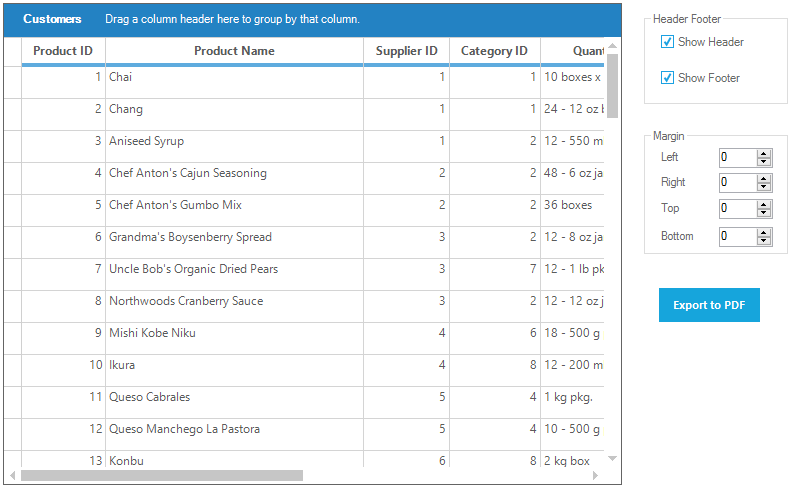 Customers Drag a column header here to group by that column.
Product ID Product Name Supplier ID Category ID Quant
1 Chai 1 1 10 boxes x
2 Chang 1 1 24 - 12 oz b
3 Aniseed Syrup 1 2 12 - 550 m
4 Chef Anton's Cajun Seasoning 2 2 48 - 6 oz ja
5 Chef Anton's Gumbo Mix 2 2 36 boxes
6 Grandma's Boysenberry Spread 3 2 12 - 8 oz ja
7 Uncle Bob's Organic Dried Pears 3 7 12 - 1 lb pk
8 Northwoods Cranberry Sauce 3 2 12 - 12 oz j
9 Mishi Kobe Niku 4 6 18 - 500 g
10 Ikura 4 8 12 - 200 m
11 Queso Cabrales 5 4 1 kg pkg.
12 Queso Manchego La Pastora 5 4 10 - 500 g
13 Konbu 6 8 2 kg box
Header Footer
Show Header
Show Footer
Margin
Left 0
Right 0
Top 0
Bottom 0
Export to PDF